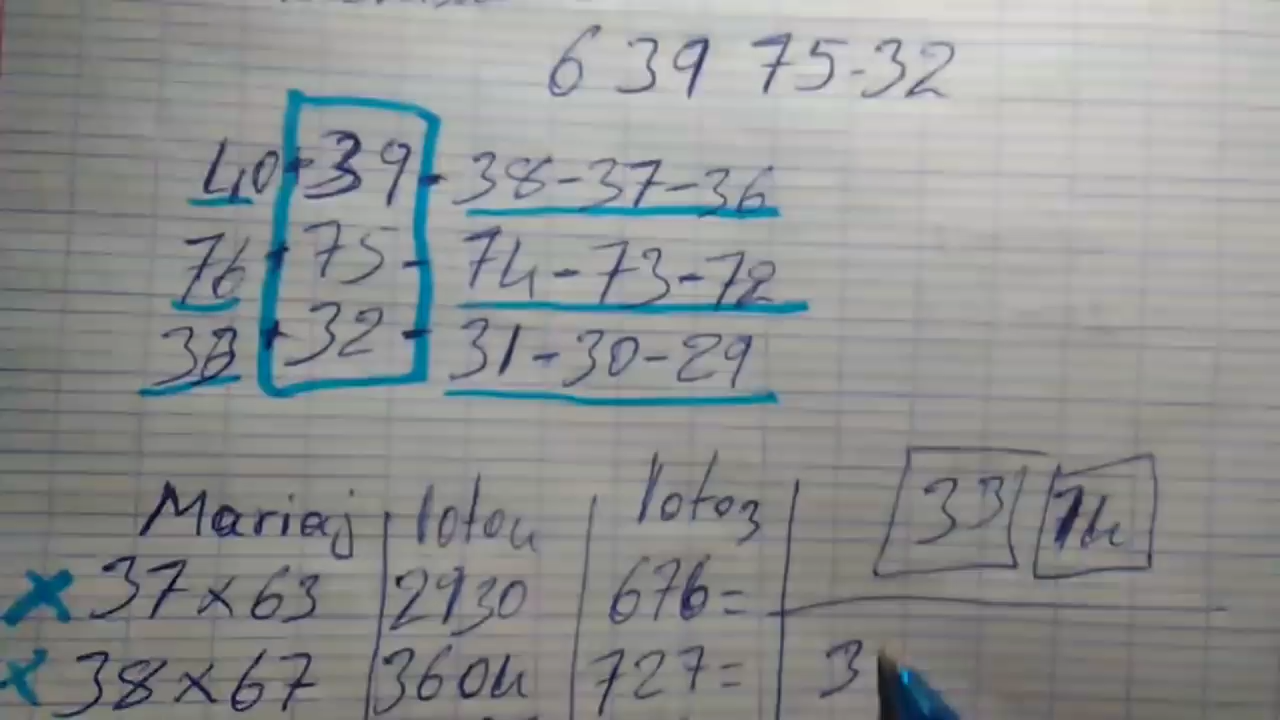 6 39 75-32
40-39-38-37-36
76-75-74-73-72
33-32-31-30-29
Mariaj loto4 loto3 33 74
37x63 2930 676=
38x67 3604 727= 3